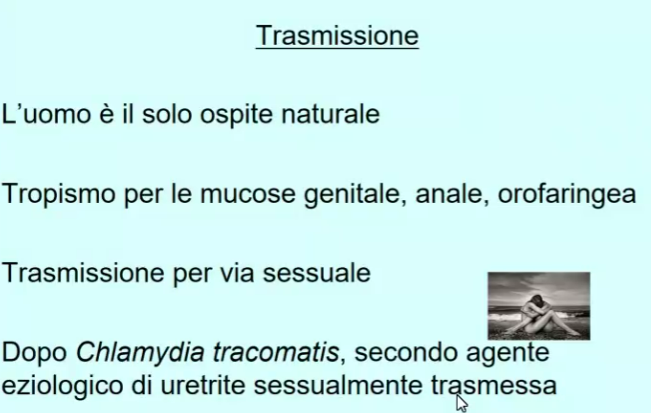 Trasmissione
L'uomo è il solo ospite naturale
Tropismo per le mucose genitale, anale, orofaringea
Trasmissione per via sessuale
Dopo Chlamydia tracomatis, secondo agente
eziologico di uretrite sessualmente trasmessa